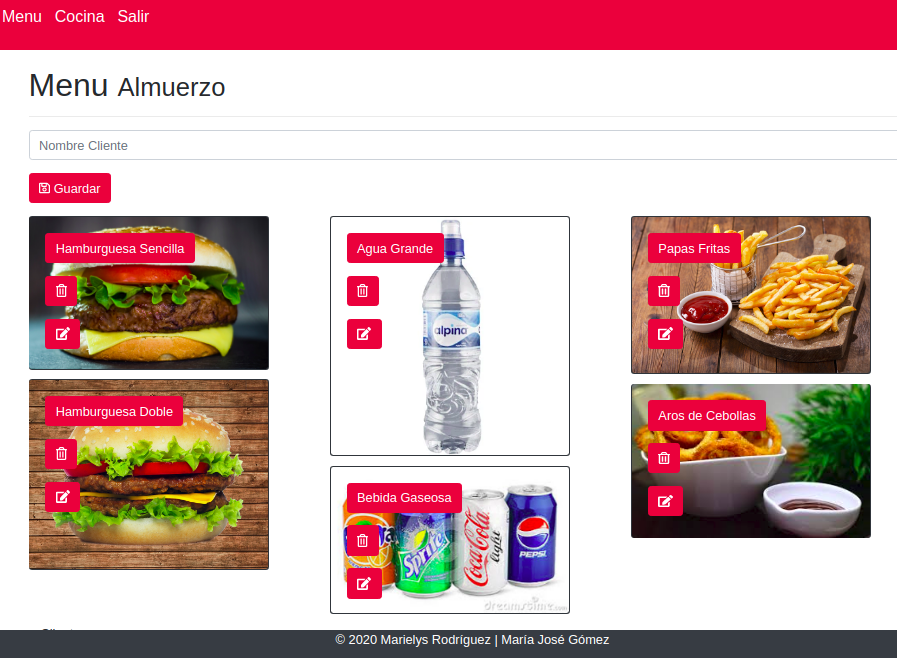 Menu Cocina Salir
Menu Almuerzo
Nombre Cliente
Guardar
Hamburguesa Sencilla
Agua Grande
alpina
Papas Fritas
Hamburguesa Doble
Aros de Cebollas
Bebida Gaseosa
Sprite
Coca-Cola
light
PEPSI
dreamstime.com
© 2020 Marielys Rodríguez | María José Gómez